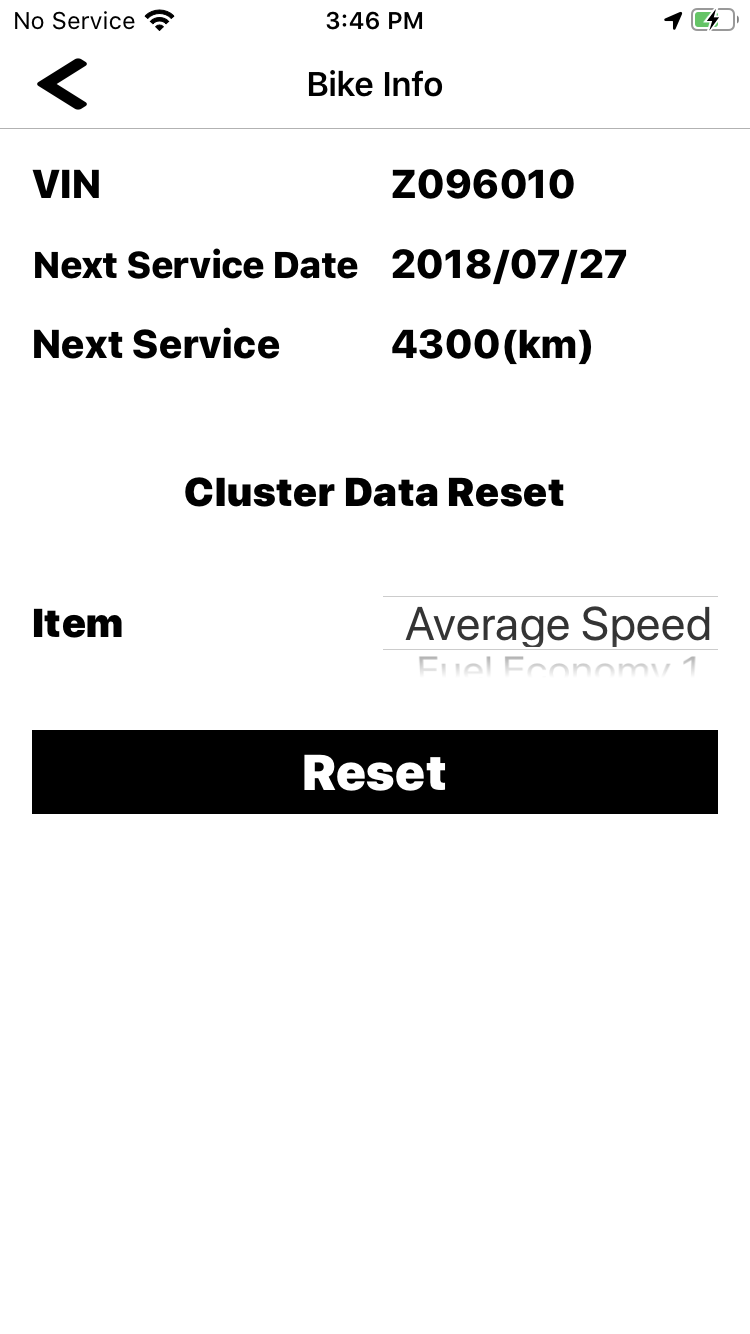 No Service 3:46 PM
Bike Info
VIN Z096010
Next Service Date 2018/07/27
Next Service 4300(km)
Cluster Data Reset
Item Average Speed
Fuel Economy 1
Reset